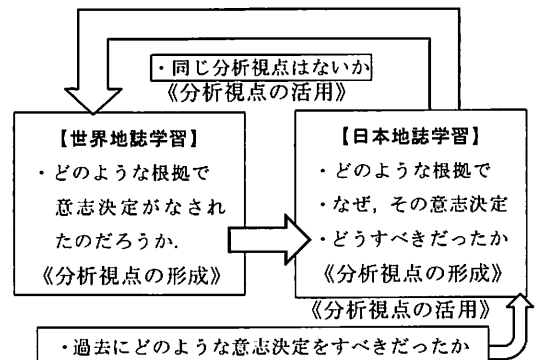 ・同じ分析視点はないか
《分析視点の活用》
【世界地誌学習】
・どのような根拠で
意志決定がなされ
たのだろうか.
《分析視点の形成》
【日本地誌学習】
・どのような根拠で
・なぜ,その意志決定
・どうすべきだったか
《分析視点の形成》
《分析視点の活用》
・過去にどのような意志決定をすべきだったか